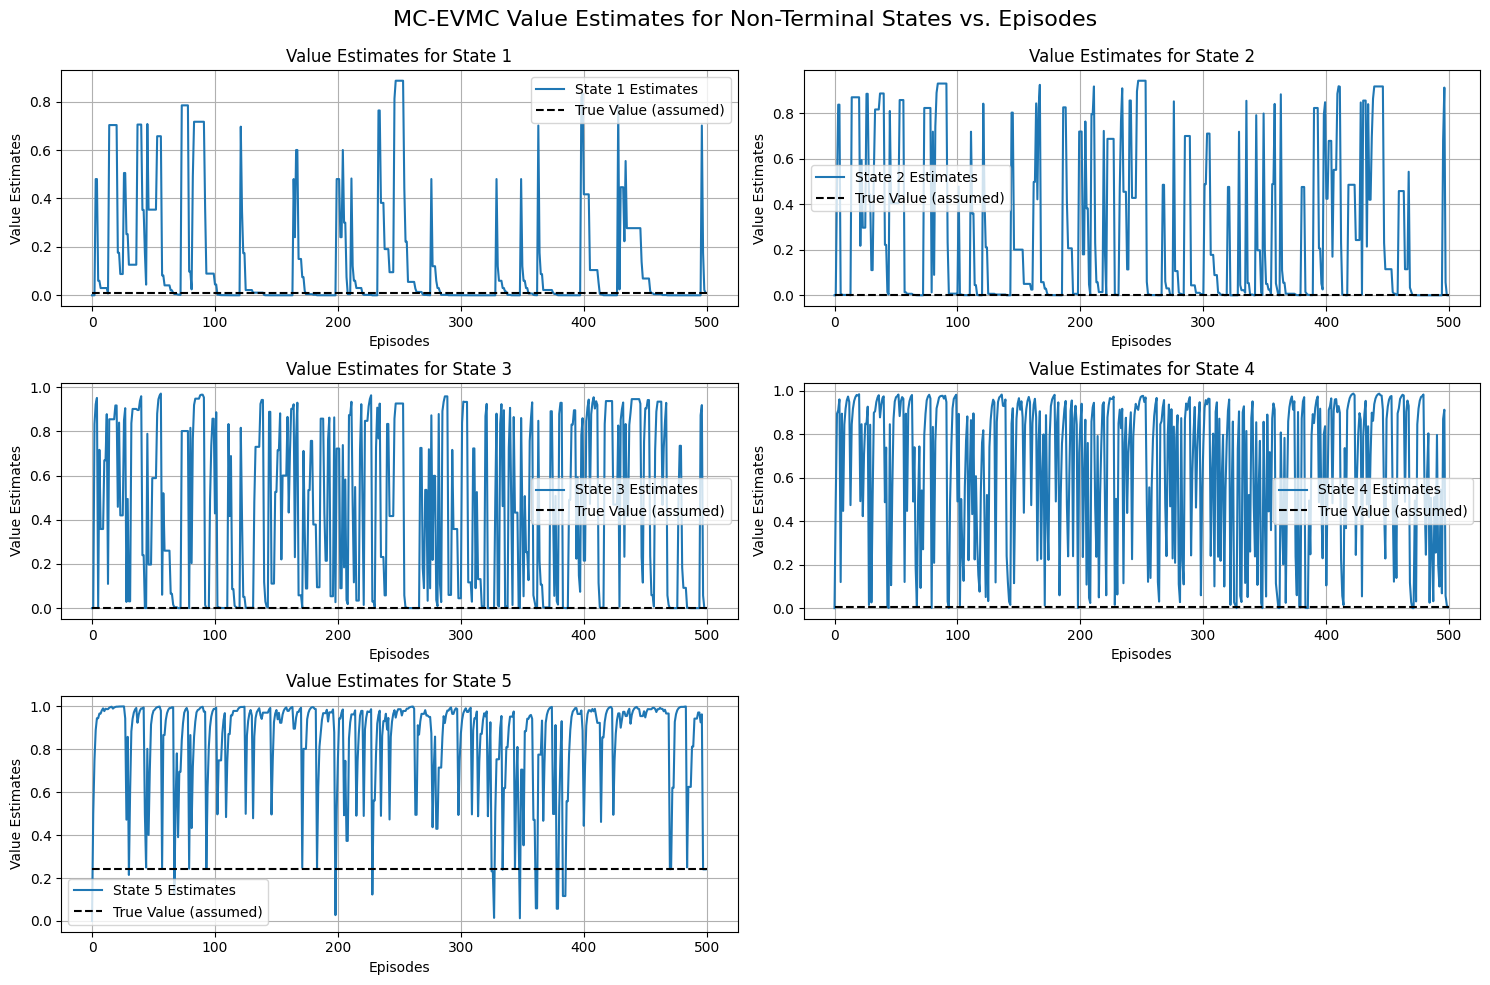 MC-EVMC Value Estimates for Non-Terminal States vs. Episodes
Value Estimates for State 1
Value Estimates
0.8
0.6
0.4
0.2
0.0
State 1 Estimates
True Value (assumed)
0 100 200 300 400 500
Episodes
Value Estimates for State 2
Value Estimates
0.8
0.6
0.4
0.2
0.0
State 2 Estimates
True Value (assumed)
0 100 200 300 400 500
Episodes
Value Estimates for State 3
Value Estimates
1.0
0.8
0.6
0.4
0.2
0.0
State 3 Estimates
True Value (assumed)
0 100 200 300 400 500
Episodes
Value Estimates for State 4
Value Estimates
1.0
0.8
0.6
0.4
0.2
0.0
State 4 Estimates
True Value (assumed)
0 100 200 300 400 500
Episodes
Value Estimates for State 5
Value Estimates
1.0
0.8
0.6
0.4
0.2
0.0
State 5 Estimates
True Value (assumed)
0 100 200 300 400 500
Episodes